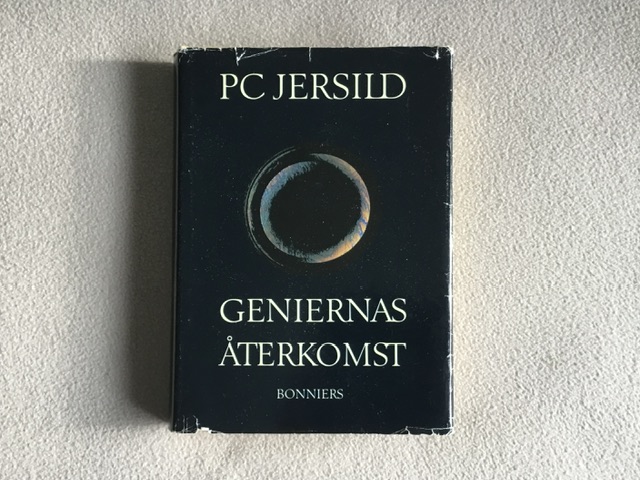 PC JERSILD
GENIERNAS
ÅTERKOMST
BONNIERS